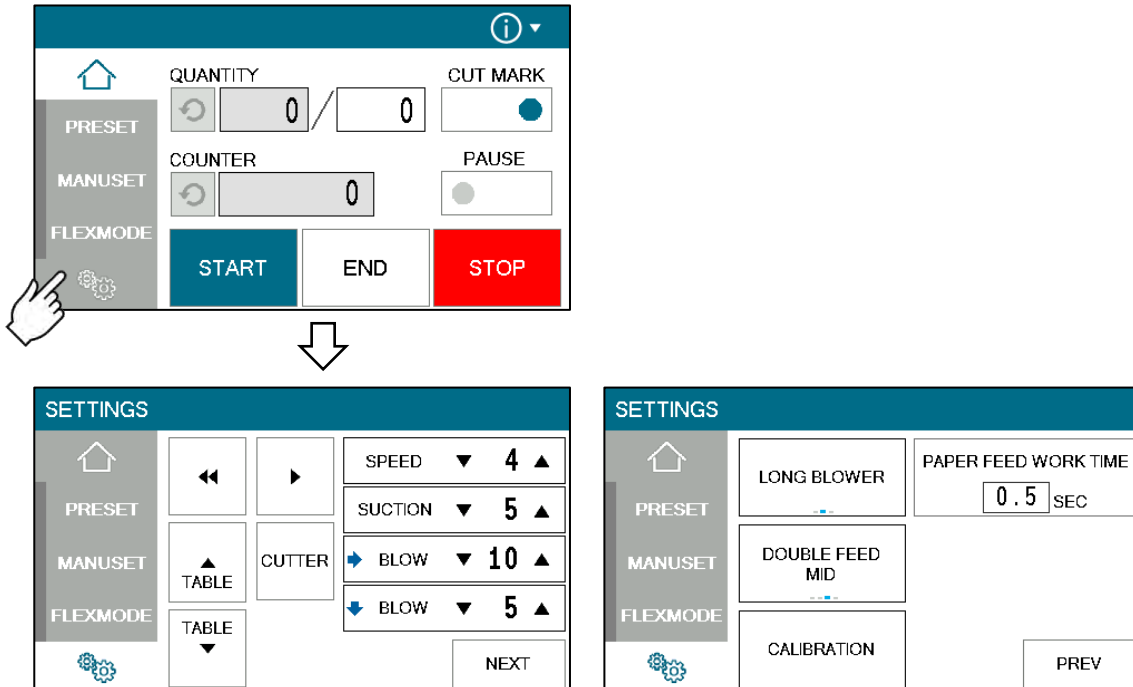 QUANTITY
CUT MARK
0 / 0
PRESET
COUNTER
PAUSE
MANUSET
0
FLEXMODE
START
END
STOP
SETTINGS
PRESET
MANUSET
FLEXMODE
TABLE
CUTTER
TABLE
SPEED ▼ 4 ▲
SUCTION ▼ 5 ▲
BLOW ▼ 10 ▲
BLOW ▼ 5 ▲
NEXT
SETTINGS
PRESET
MANUSET
FLEXMODE
LONG BLOWER
DOUBLE FEED
MID
CALIBRATION
PAPER FEED WORK TIME
0.5 SEC
PREV